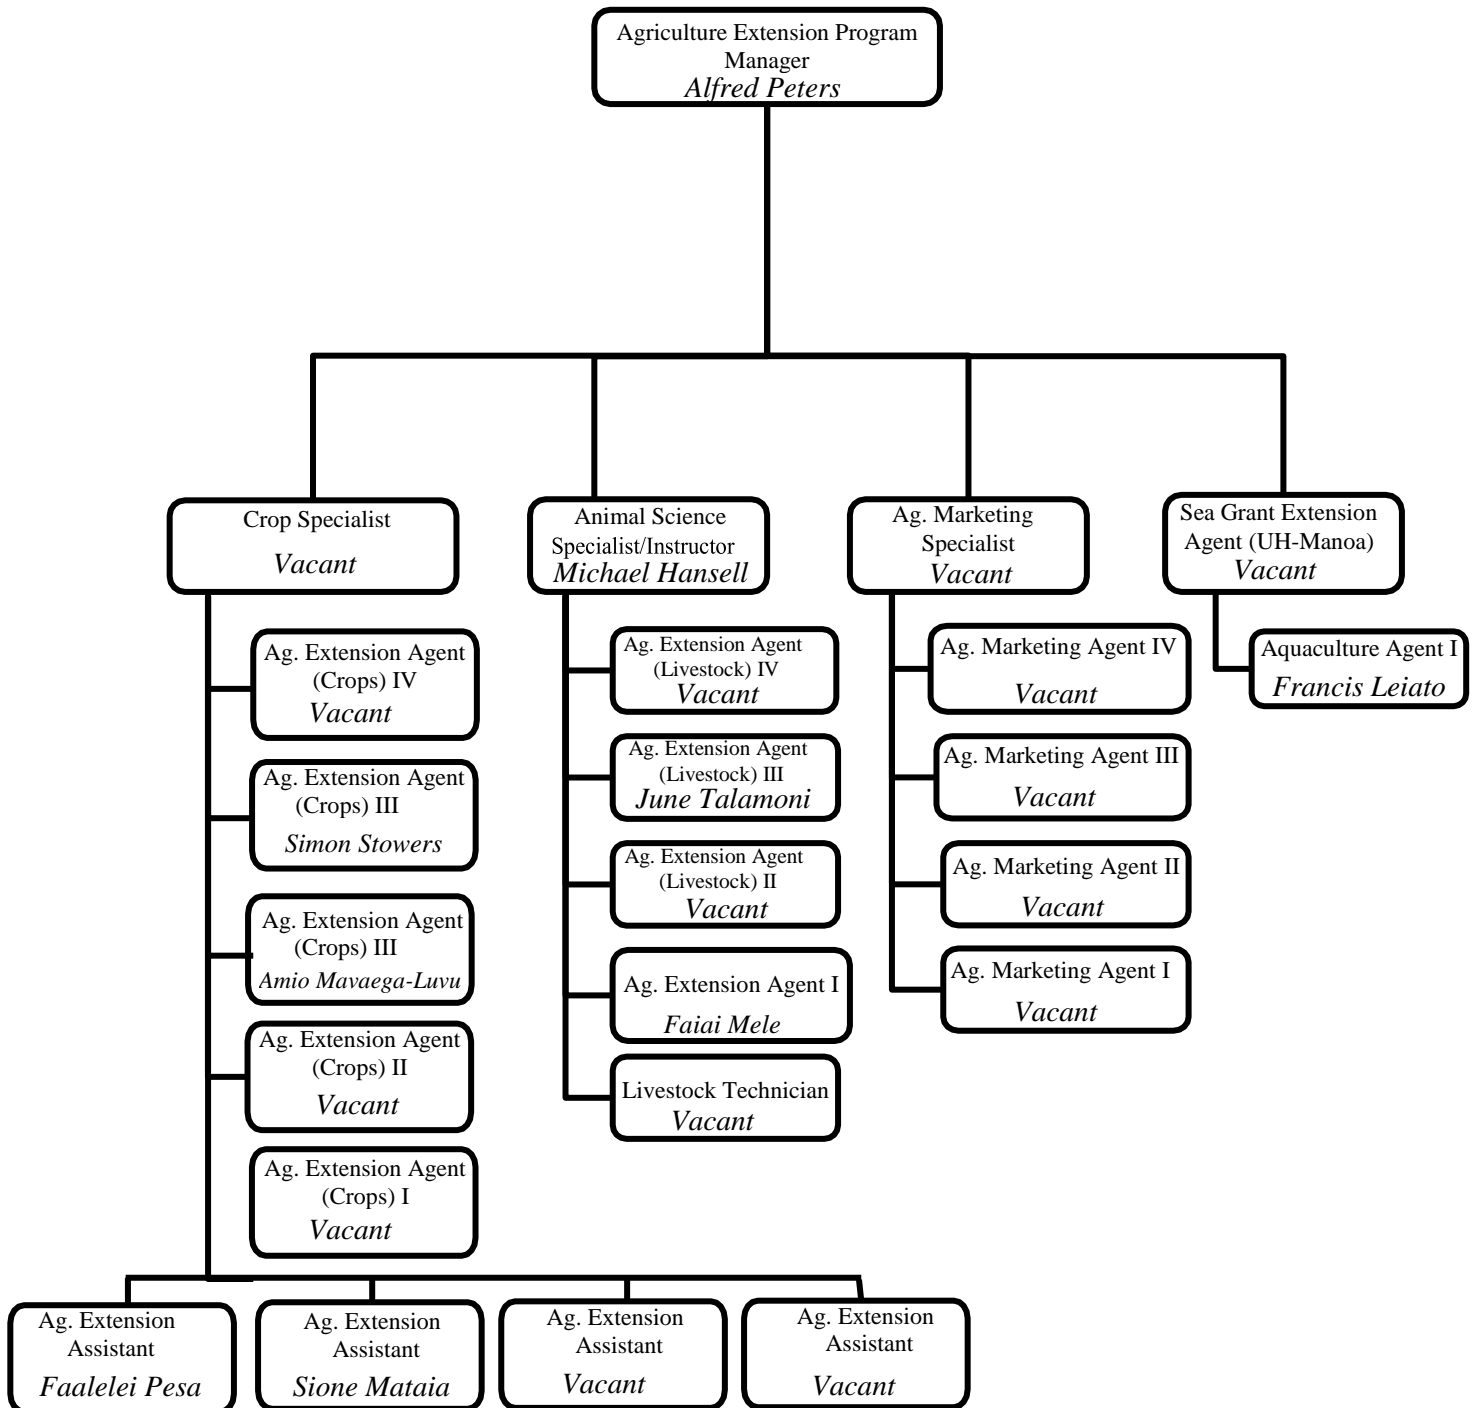 Agriculture Extension Program
Manager
Alfred Peters
Crop Specialist
Vacant
Animal Science
Specialist/Instructor
Michael Hansell
Ag. Marketing
Specialist
Vacant
Sea Grant Extension
Agent (UH-Manoa)
Vacant
Ag. Extension Agent
(Crops) IV
Vacant
Ag. Extension Agent
(Crops) III
Simon Stowers
Ag. Extension Agent
(Crops) III
Amio Mavaega-Luvu
Ag. Extension Agent
(Crops) II
Vacant
Ag. Extension Agent
(Crops) I
Vacant
Ag. Extension Agent
(Livestock) IV
Vacant
Ag. Extension Agent
(Livestock) III
June Talamoni
Ag. Extension Agent
(Livestock) II
Vacant
Ag. Extension Agent I
Faiai Mele
Livestock Technician
Vacant
Ag. Marketing Agent IV
Vacant
Ag. Marketing Agent III
Vacant
Ag. Marketing Agent II
Vacant
Ag. Marketing Agent I
Vacant
Aquaculture Agent I
Francis Leiato
Ag. Extension
Assistant
Faalelei Pesa
Ag. Extension
Assistant
Sione Mataia
Ag. Extension
Assistant
Vacant
Ag. Extension
Assistant
Vacant